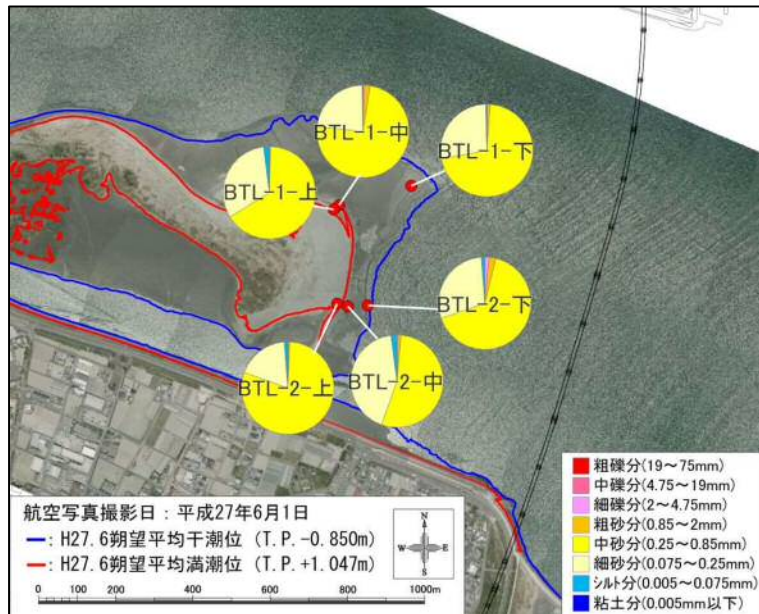 BTL-1-中
BTL-1-下
BTL-1-上
BTL-2-下
BTL-2-上
BTL-2-中
粗礫分(19～75mm)
中礫分(4.75～19mm)
細礫分(2～4.75mm)
粗砂分(0.85～2mm)
中砂分(0.25～0.85mm)
細砂分(0.075～0.25mm)
シルト分(0.005～0.075mm)
粘土分(0.005mm以下)
航空写真撮影日：平成27年6月1日
：H27.6朔望平均干潮位 (T.P.-0.850m)
：H27.6朔望平均満潮位 (T.P.+1.047m)
N
W E
S
0 200 400 600 800 1000m